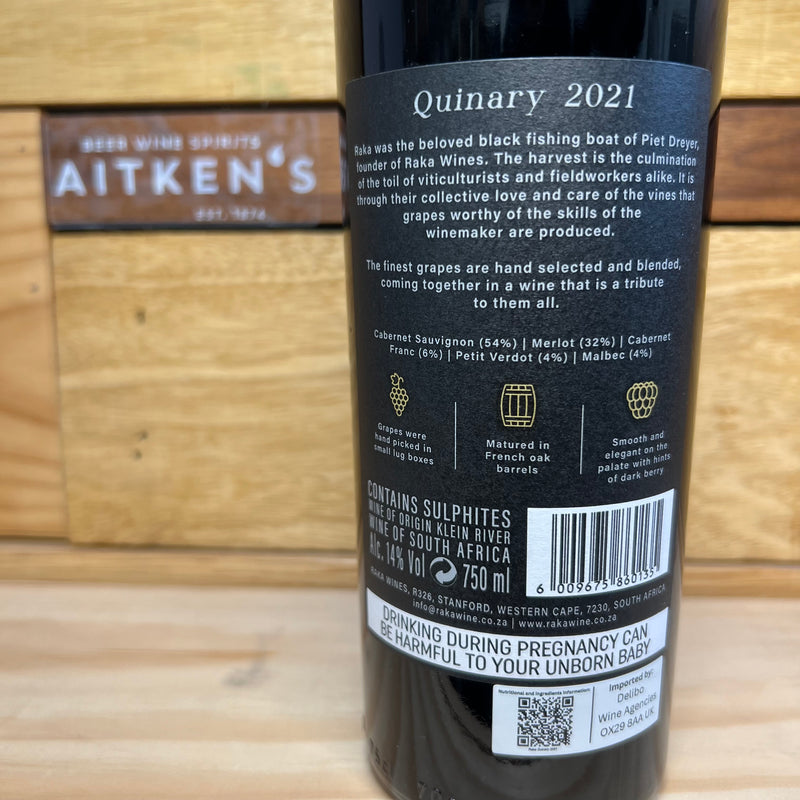 BEER WINE SPIRITS
AITKEN'S
EST. 1874
Quinary 2021
Raka was the beloved black fishing boat of Piet Dreyer,
founder of Raka Wines. The harvest is the culmination
of the toil of viticulturists and fieldworkers alike. It is
through their collective love and care of the vines that
grapes worthy of the skills of the
winemaker are produced.
The finest grapes are hand selected and blended,
coming together in a wine that is a tribute
to them all.
Cabernet Sauvignon (54%) | Merlot (32%) | Cabernet
Franc (6%) | Petit Verdot (4%) | Malbec (4%)
Grapes were
hand picked in
small lug boxes
Matured in
French oak
barrels
Smooth and
elegant on the
palate with hints
of dark berry
CONTAINS SULPHITES
WINE OF ORIGIN KLEIN RIVER
WINE OF SOUTH AFRICA
Alc. 14% Vol 750 ml
6 009675 860135
RAKA WINES, R326, STANFORD, WESTERN CAPE, 7230, SOUTH AFRICA
info@rakawine.co.za | www.rakawine.co.za
DRINKING DURING PREGNANCY CAN
BE HARMFUL TO YOUR UNBORN BABY
Nutritional and ingredients information
Raka Quinary 2021
Imported by:
Delibo
Wine Agencies
OX29 8AA UK